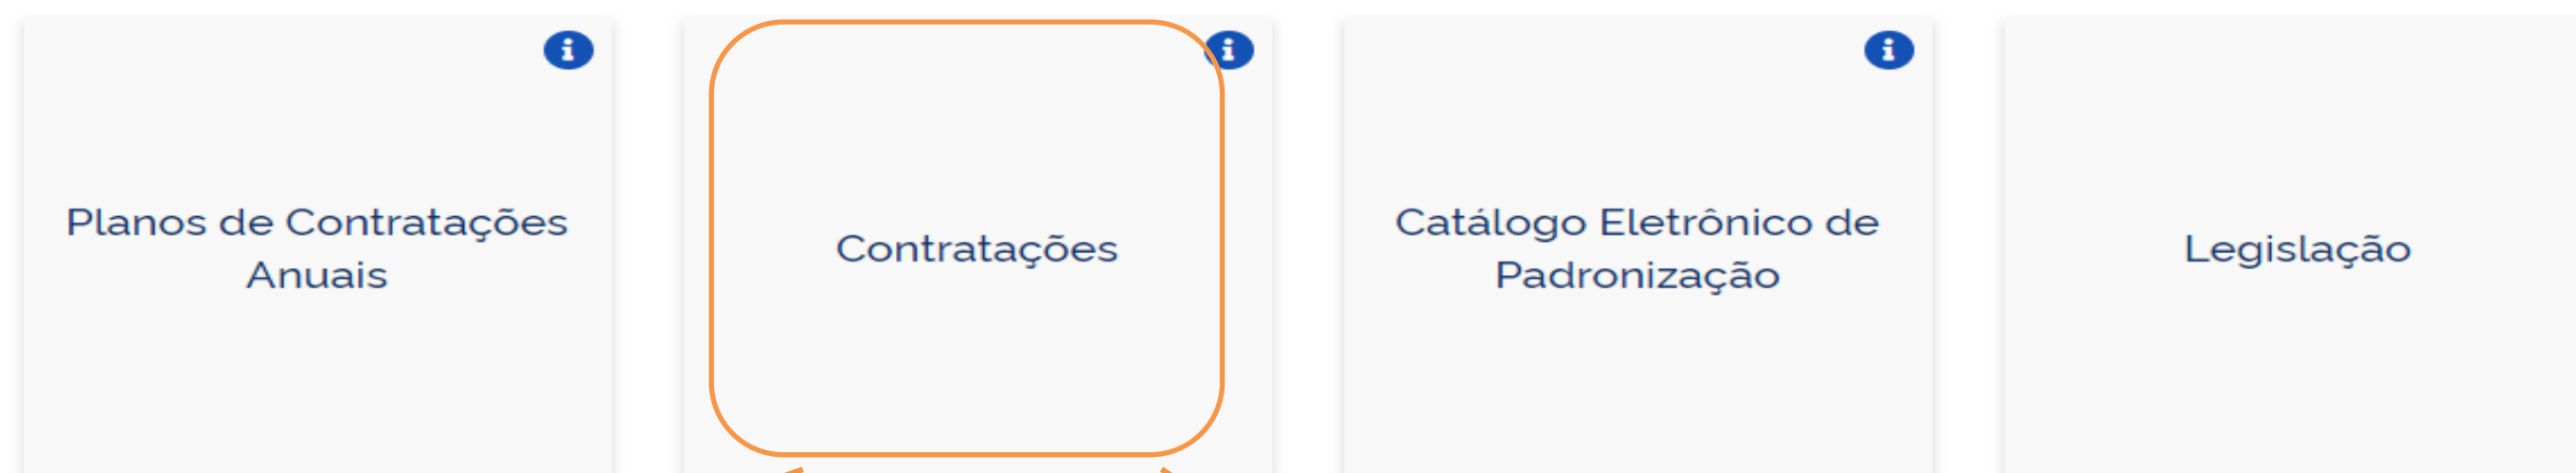 Planos de Contratações
Anuais
Contratações
Catálogo Eletrônico de
Padronização
Legislação